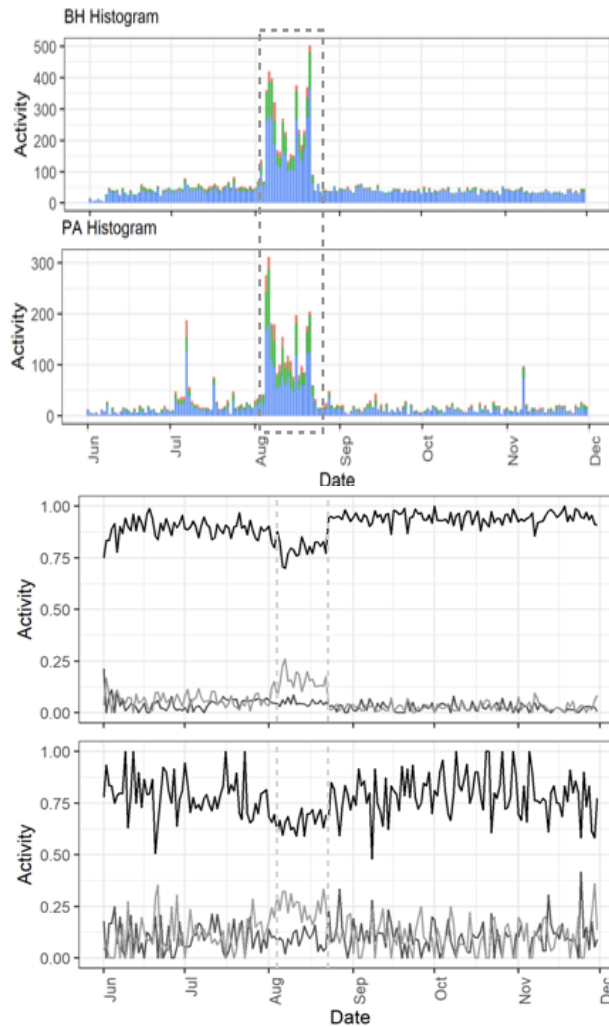 BH Histogram
Activity
500
400
300
200
100
0
PA Histogram
Activity
300
200
100
0
Jun
Jul
Aug
Sep
Oct
Nov
Dec
Date
Activity
1.00
0.75
0.50
0.25
0.00
Activity
1.00
0.75
0.50
0.25
0.00
Jun
Jul
Aug
Sep
Oct
Nov
Dec
Date